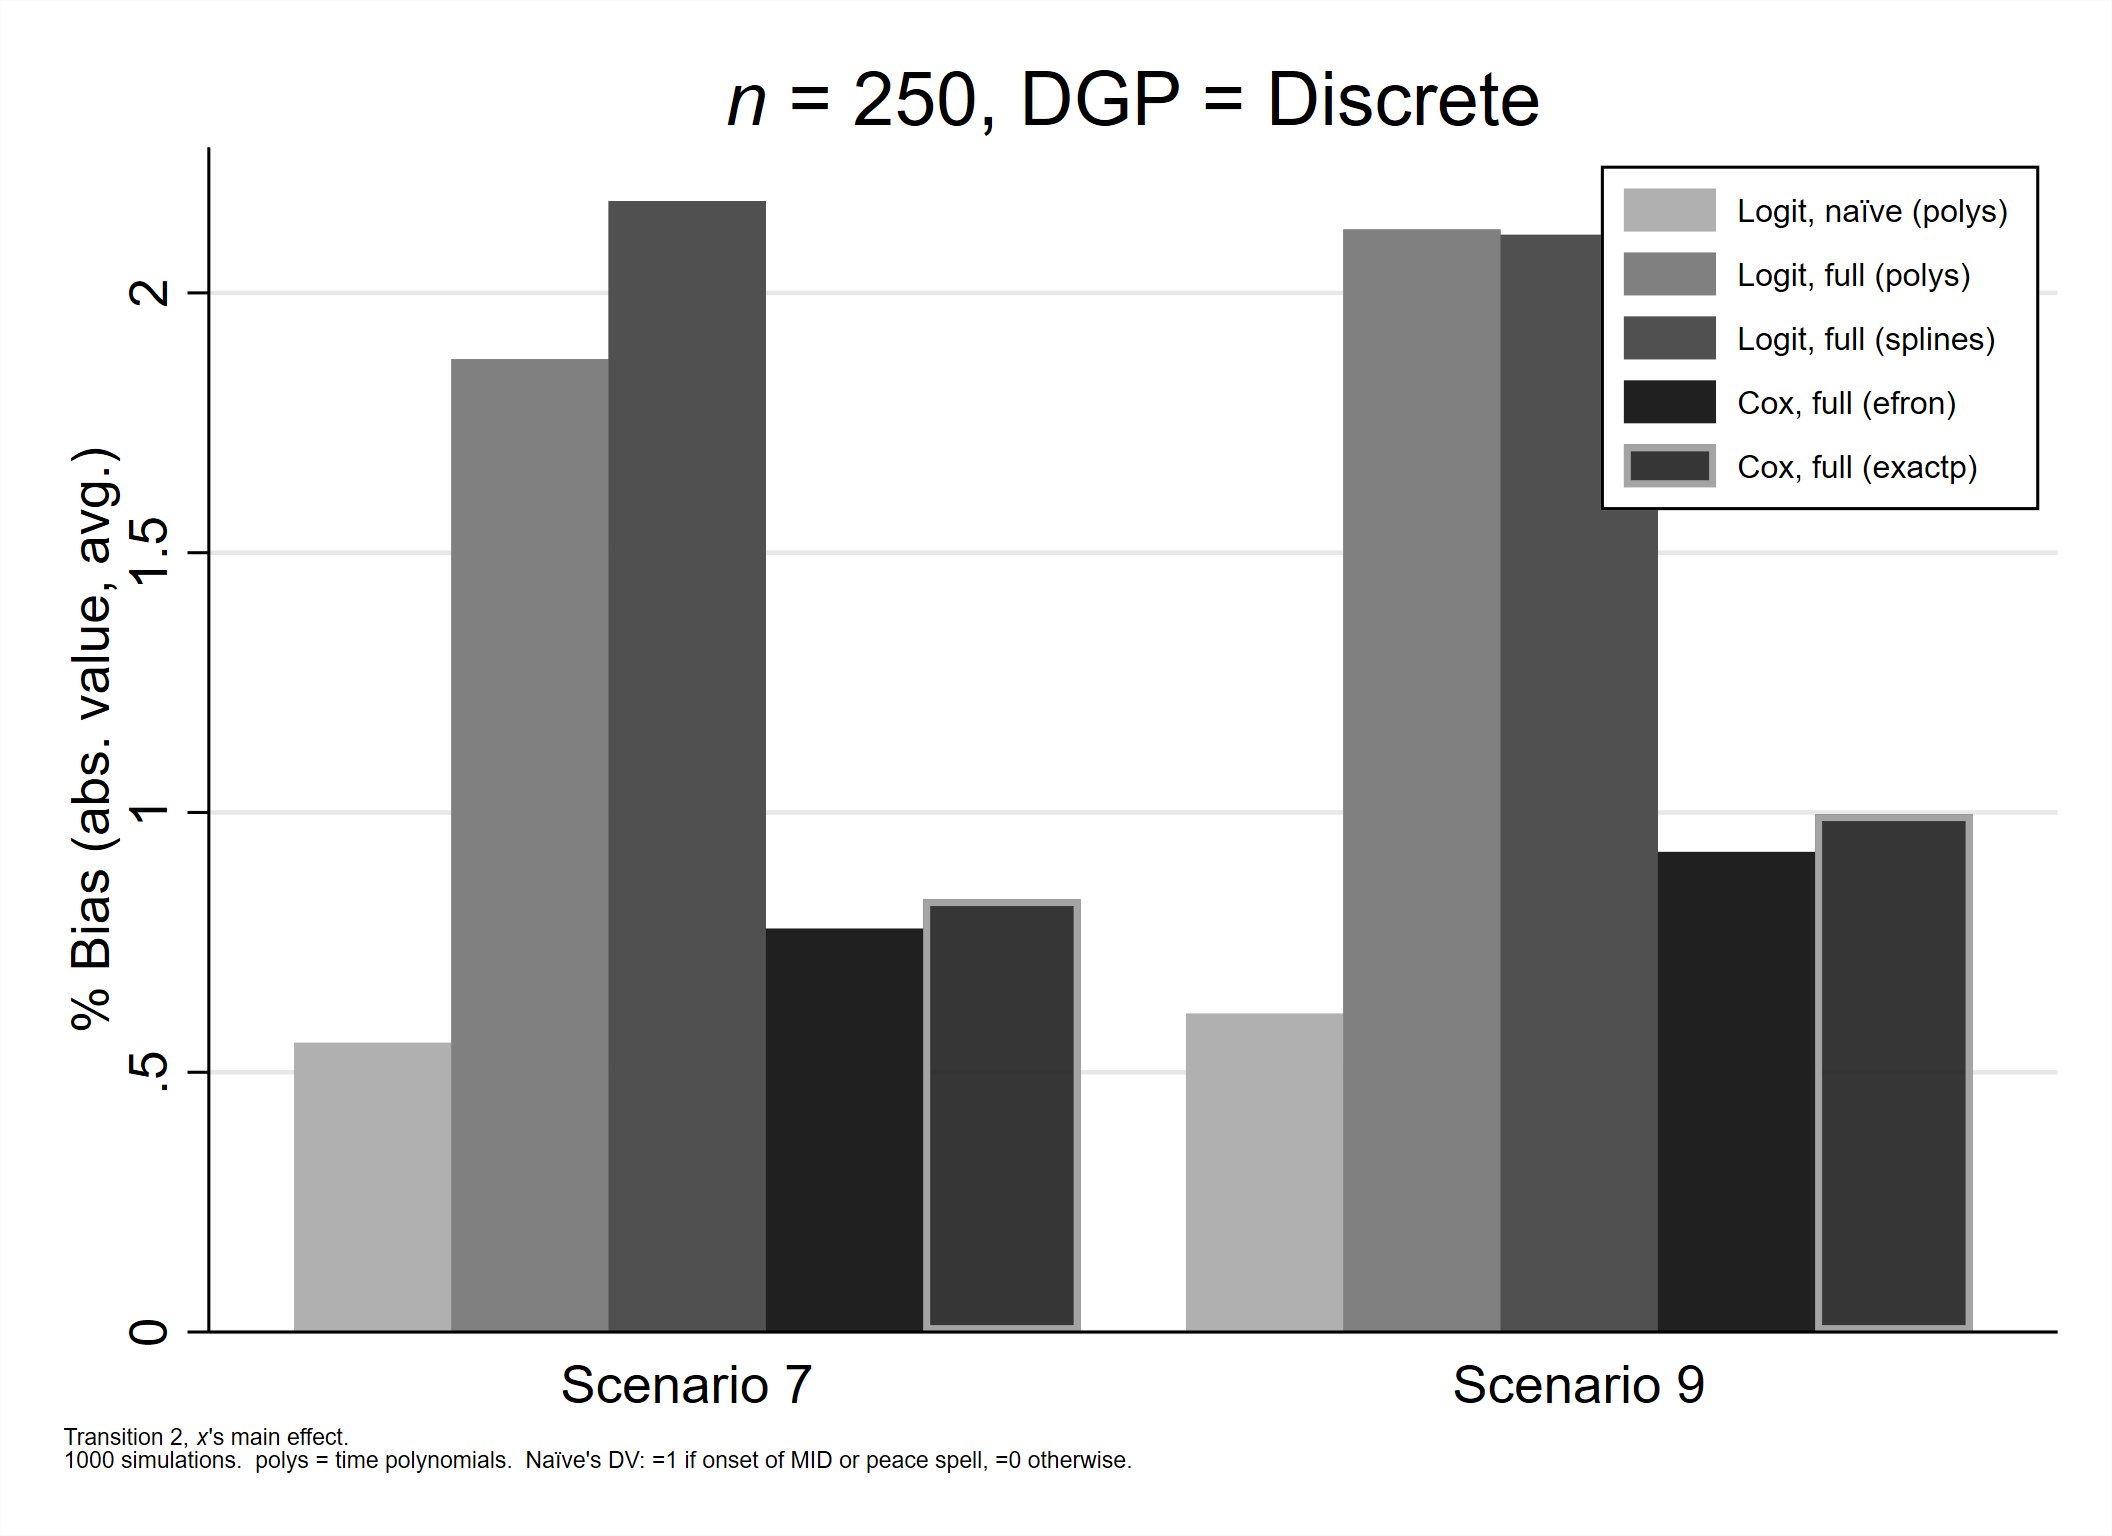 n = 250, DGP = Discrete
% Bias (abs. value, avg.)
2
1.5
1
.5
0
Logit, naïve (polys)
Logit, full (polys)
Logit, full (splines)
Cox, full (efron)
Cox, full (exactp)
Scenario 7
Scenario 9
Transition 2, x's main effect.
1000 simulations.  polys = time polynomials.  Naïve's DV: =1 if onset of MID or peace spell, =0 otherwise.